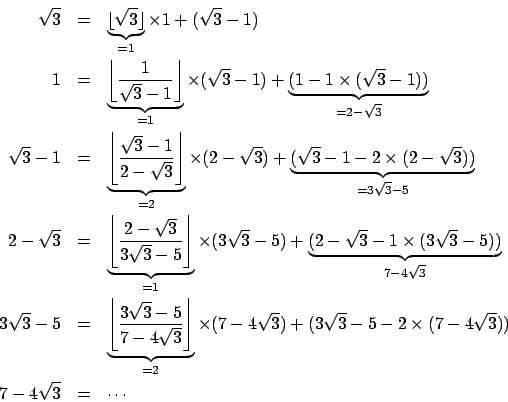 √3 = ⌊√3⌋ ×1 + (√3 − 1)
=1
1 = ⌊1/(√3 − 1)⌋ ×(√3 − 1) + (1 − 1 × (√3 − 1))
=1 =2−√3
√3 − 1 = ⌊(√3 − 1)/(2 − √3)⌋ ×(2 − √3) + (√3 − 1 − 2 × (2 − √3))
=2 =3√3−5
2 − √3 = ⌊(2 − √3)/(3√3 − 5)⌋ ×(3√3 − 5) + (2 − √3 − 1 × (3√3 − 5))
=1 7−4√3
3√3 − 5 = ⌊(3√3 − 5)/(7 − 4√3)⌋ ×(7 − 4√3) + (3√3 − 5 − 2 × (7 − 4√3))
=2
7 − 4√3 = ⋯